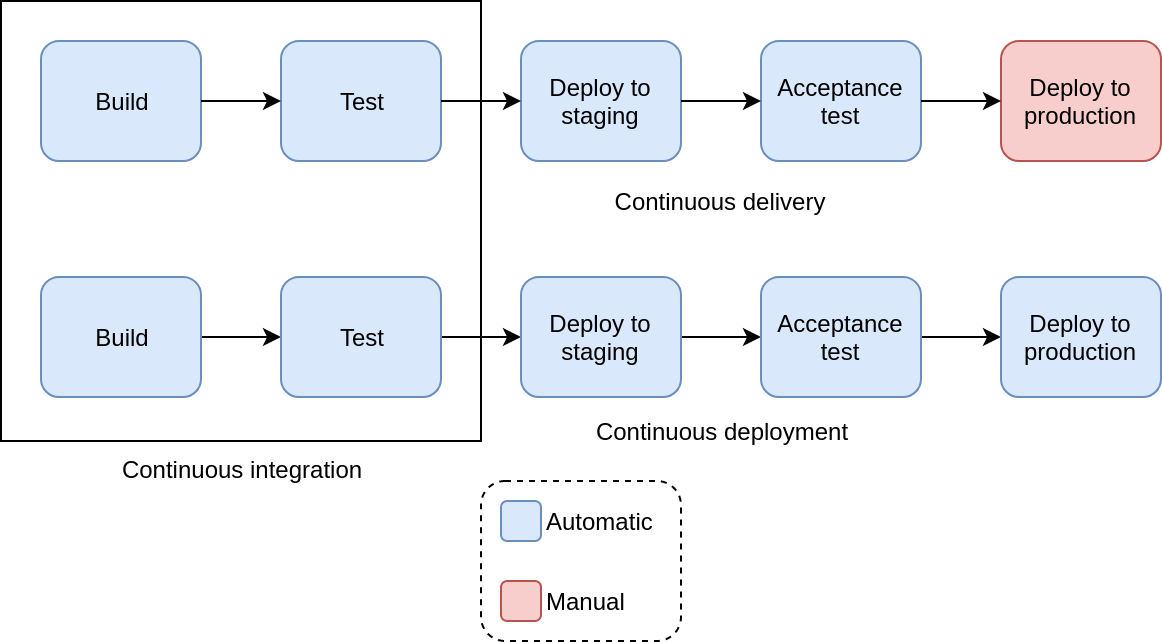 Build
Test
Deploy to
staging
Acceptance
test
Deploy to
production
Continuous delivery
Build
Test
Deploy to
staging
Acceptance
test
Deploy to
production
Continuous deployment
Continuous integration
Automatic
Manual